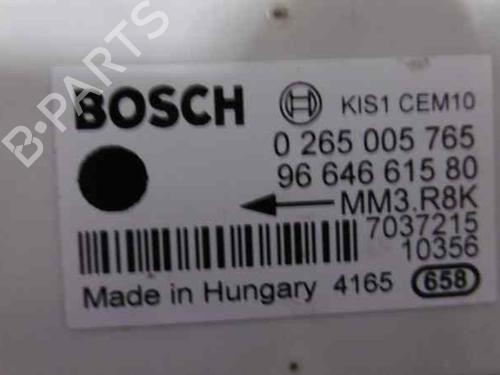 BOSCH KIS1 CEM10
0 265 005 765
96 646 615 80
MM3.R8K
7037215
10356
Made in Hungary 4165 658
B-PARTS